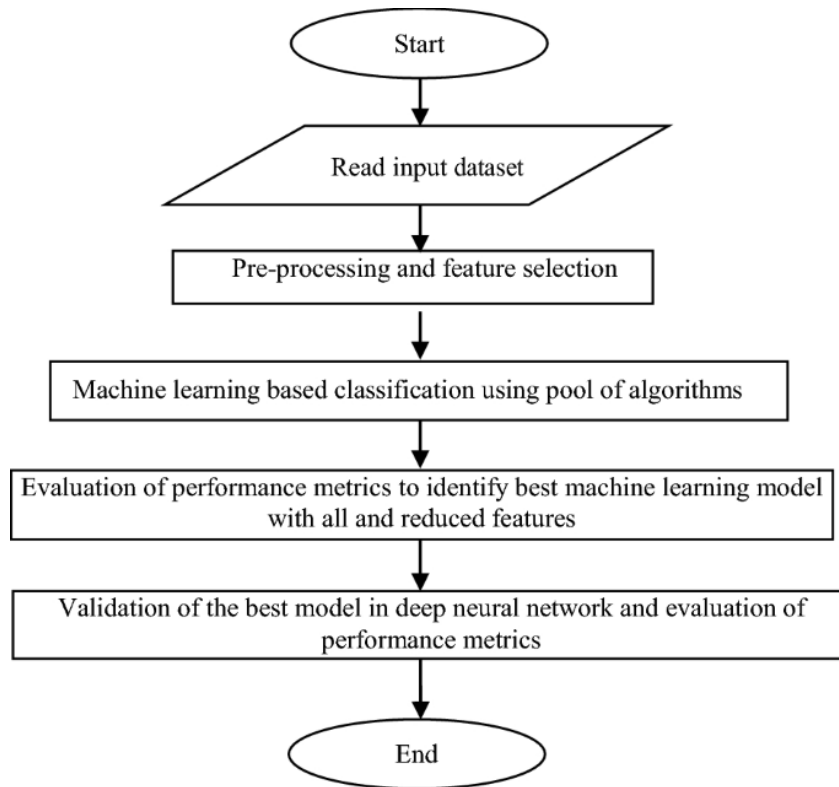 Start
Read input dataset
Pre-processing and feature selection
Machine learning based classification using pool of algorithms
Evaluation of performance metrics to identify best machine learning model
with all and reduced features
Validation of the best model in deep neural network and evaluation of
performance metrics
End